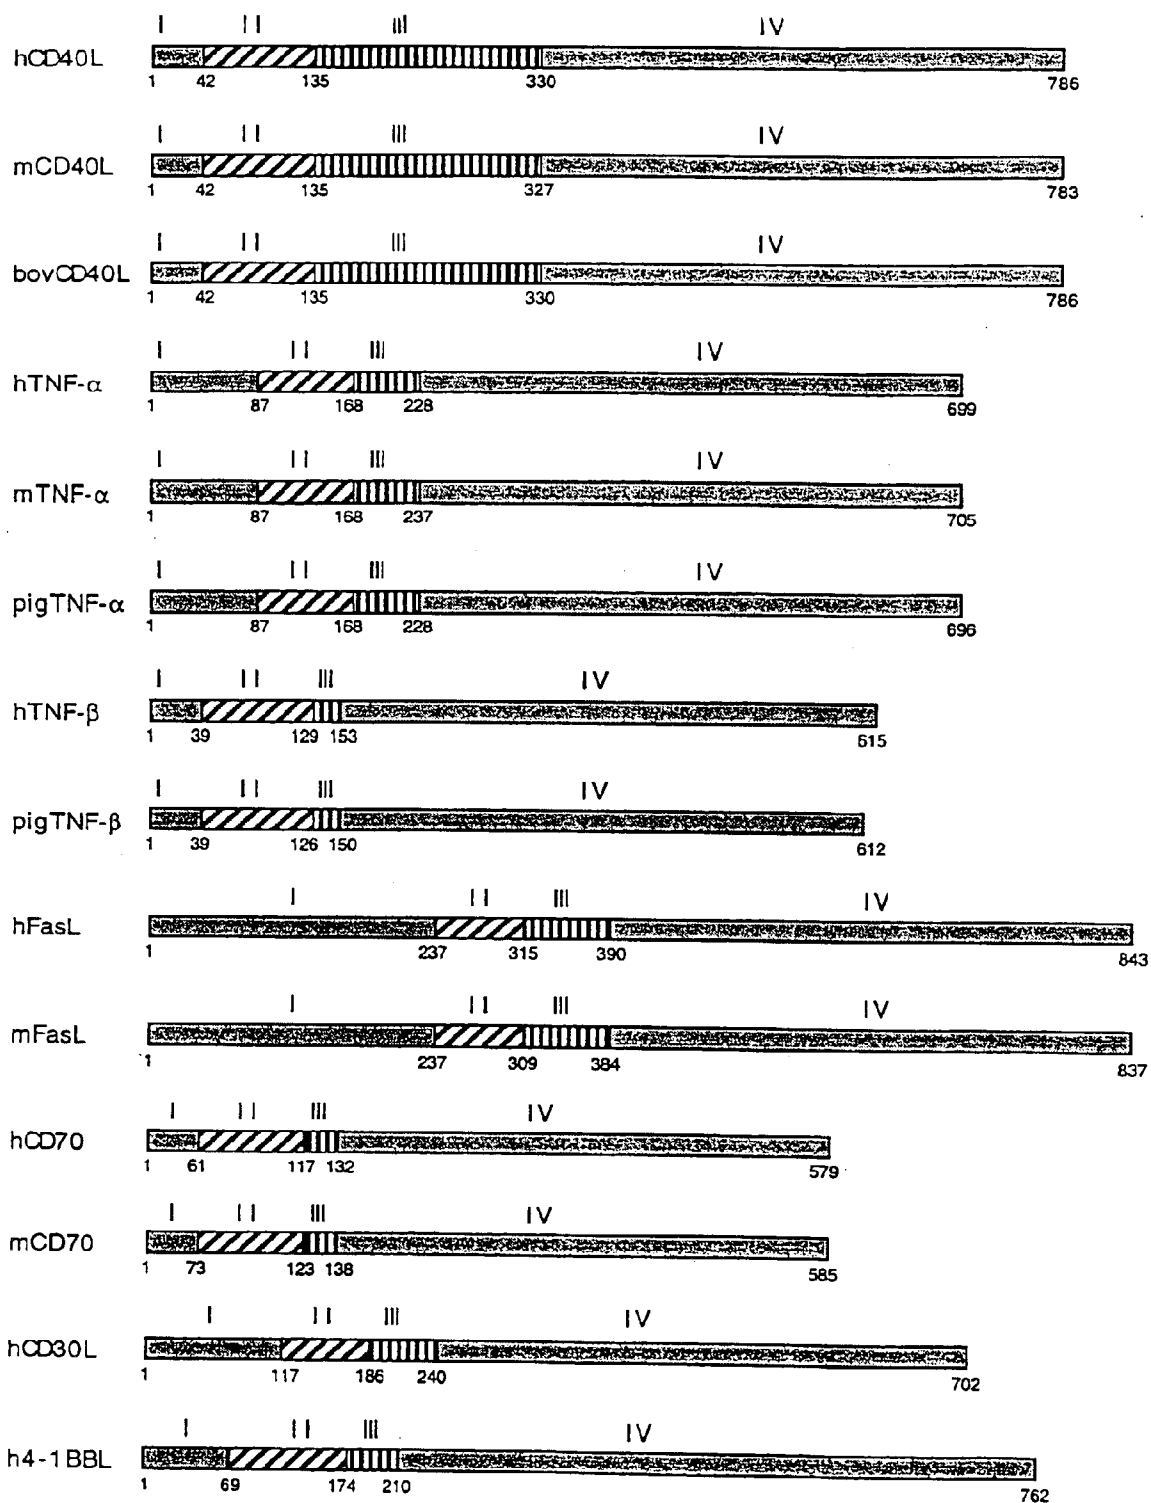 I II III IV
hCD40L
1 42 135 330 786
I II III IV
mCD40L
1 42 135 327 783
I II III IV
bovCD40L
1 42 135 330 786
I II III IV
hTNF-α
1 87 168 228 699
I II III IV
mTNF-α
1 87 168 237 705
I II III IV
pigTNF-α
1 87 168 228 696
I II III IV
hTNF-β
1 39 129 153 615
I II III IV
pigTNF-β
1 39 126 150 612
I II III IV
hFasL
1 237 315 390 843
I II III IV
mFasL
1 237 309 384 837
I II III IV
hCD70
1 61 117 132 579
I II III IV
mCD70
1 73 123 138 585
I II III IV
hCD30L
1 117 186 240 702
I II III IV
h4-1BBL
1 69 174 210 762